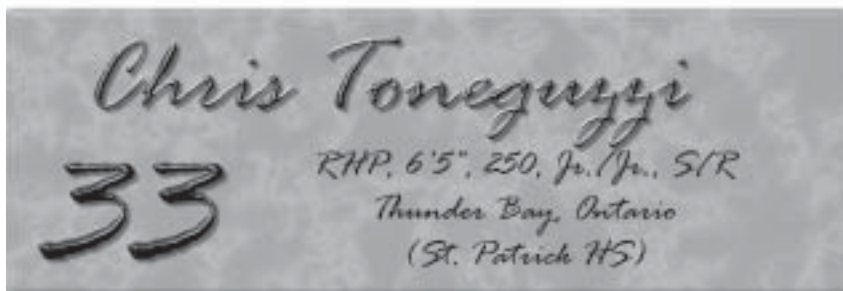 Chris Toneguzzi
33
RHP, 6'5", 250, Jr./Jr., S/R
Thunder Bay, Ontario
(St. Patrick HS)